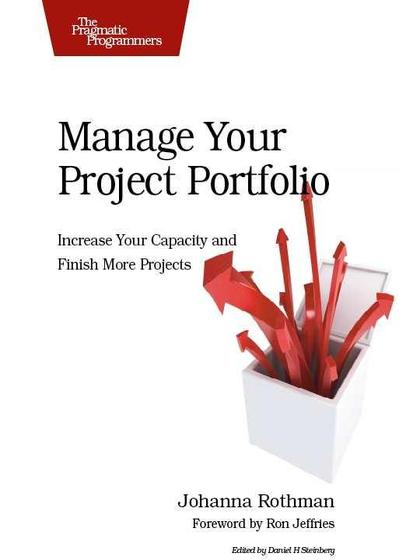 The
Pragmatic
Programmers
Manage Your
Project Portfolio
Increase Your Capacity and
Finish More Projects
Johanna Rothman
Foreword by Ron Jeffries
Edited by Daniel H Steinberg